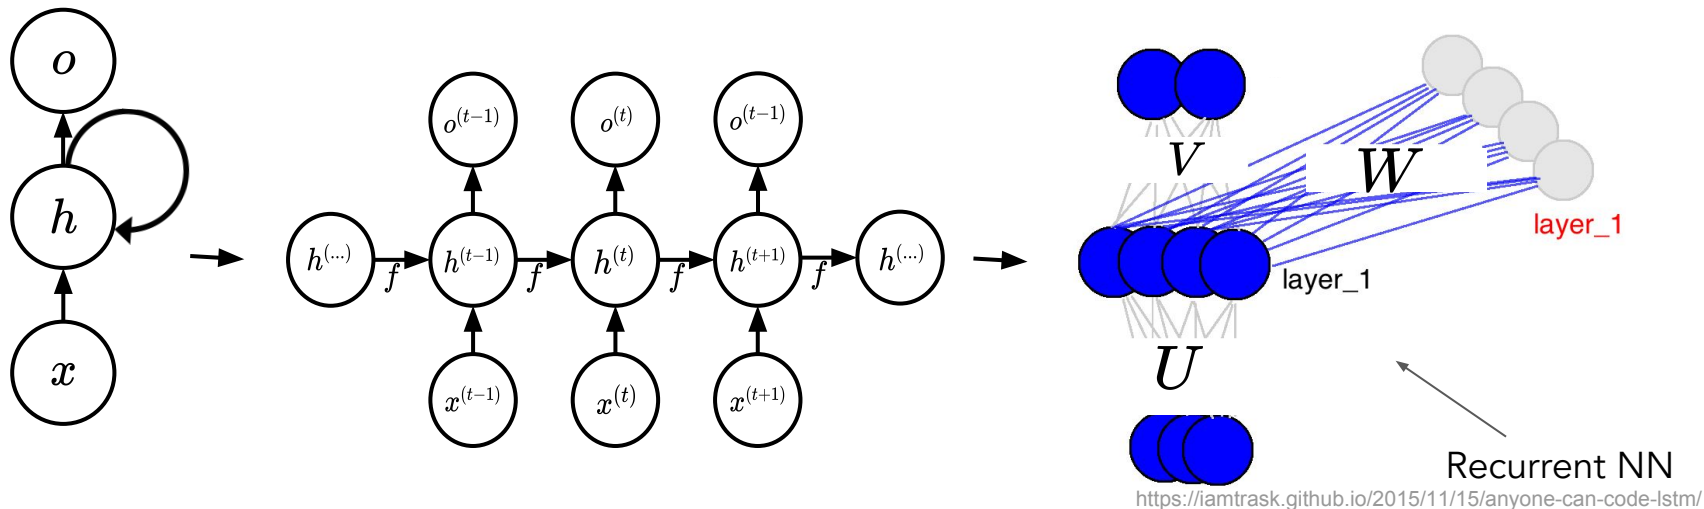 o
h
x
o^(t−1) o^(t) o^(t−1)
h^(...) f h^(t−1) f h^(t) f h^(t+1) f h^(...)
x^(t−1) x^(t) x^(t+1)
V
W
layer_1
layer_1
U
Recurrent NN
https://iamtrask.github.io/2015/11/15/anyone-can-code-lstm/